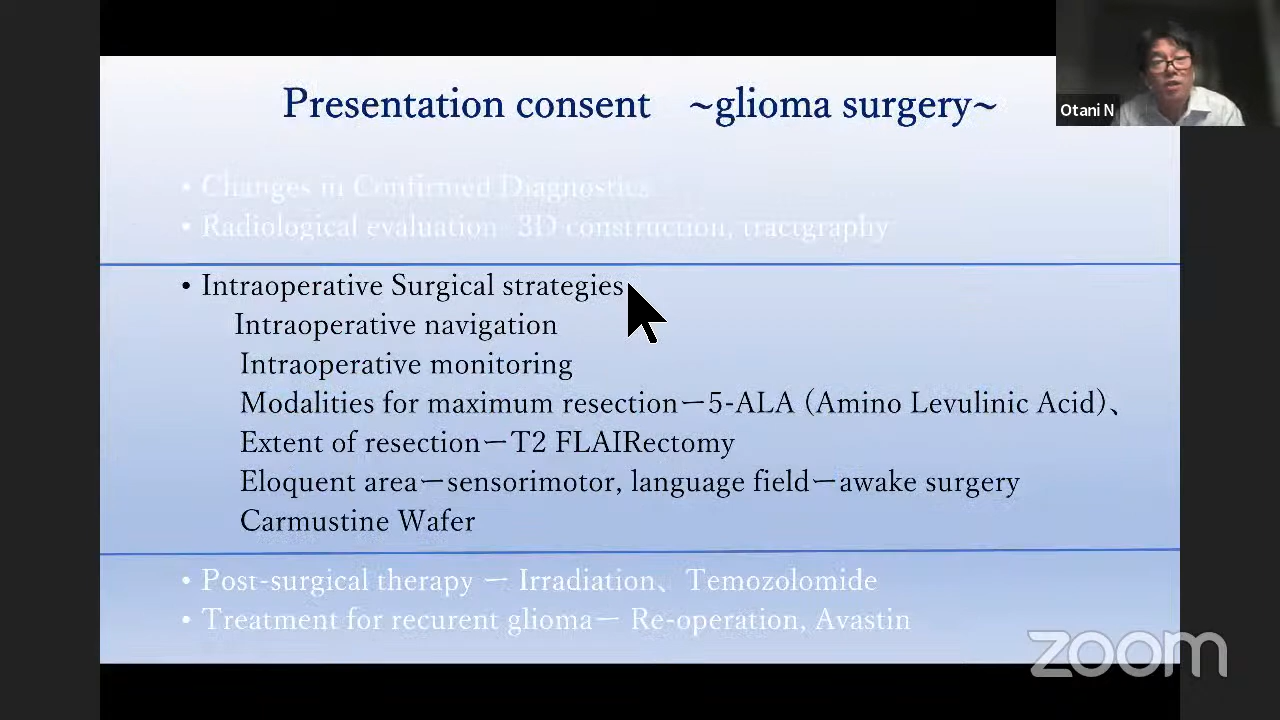 Presentation consent ~glioma surgery~
Otani N
• Changes in Confirmed Diagnostics
• Radiological evaluation 3D construction, tractgraphy
• Intraoperative Surgical strategies
Intraoperative navigation
Intraoperative monitoring
Modalities for maximum resection－5-ALA (Amino Levulinic Acid)、
Extent of resection－T2 FLAIRectomy
Eloquent area－sensorimotor, language field－awake surgery
Carmustine Wafer
• Post-surgical therapy － Irradiation、Temozolomide
• Treatment for recurent glioma－ Re-operation, Avastin
zoom